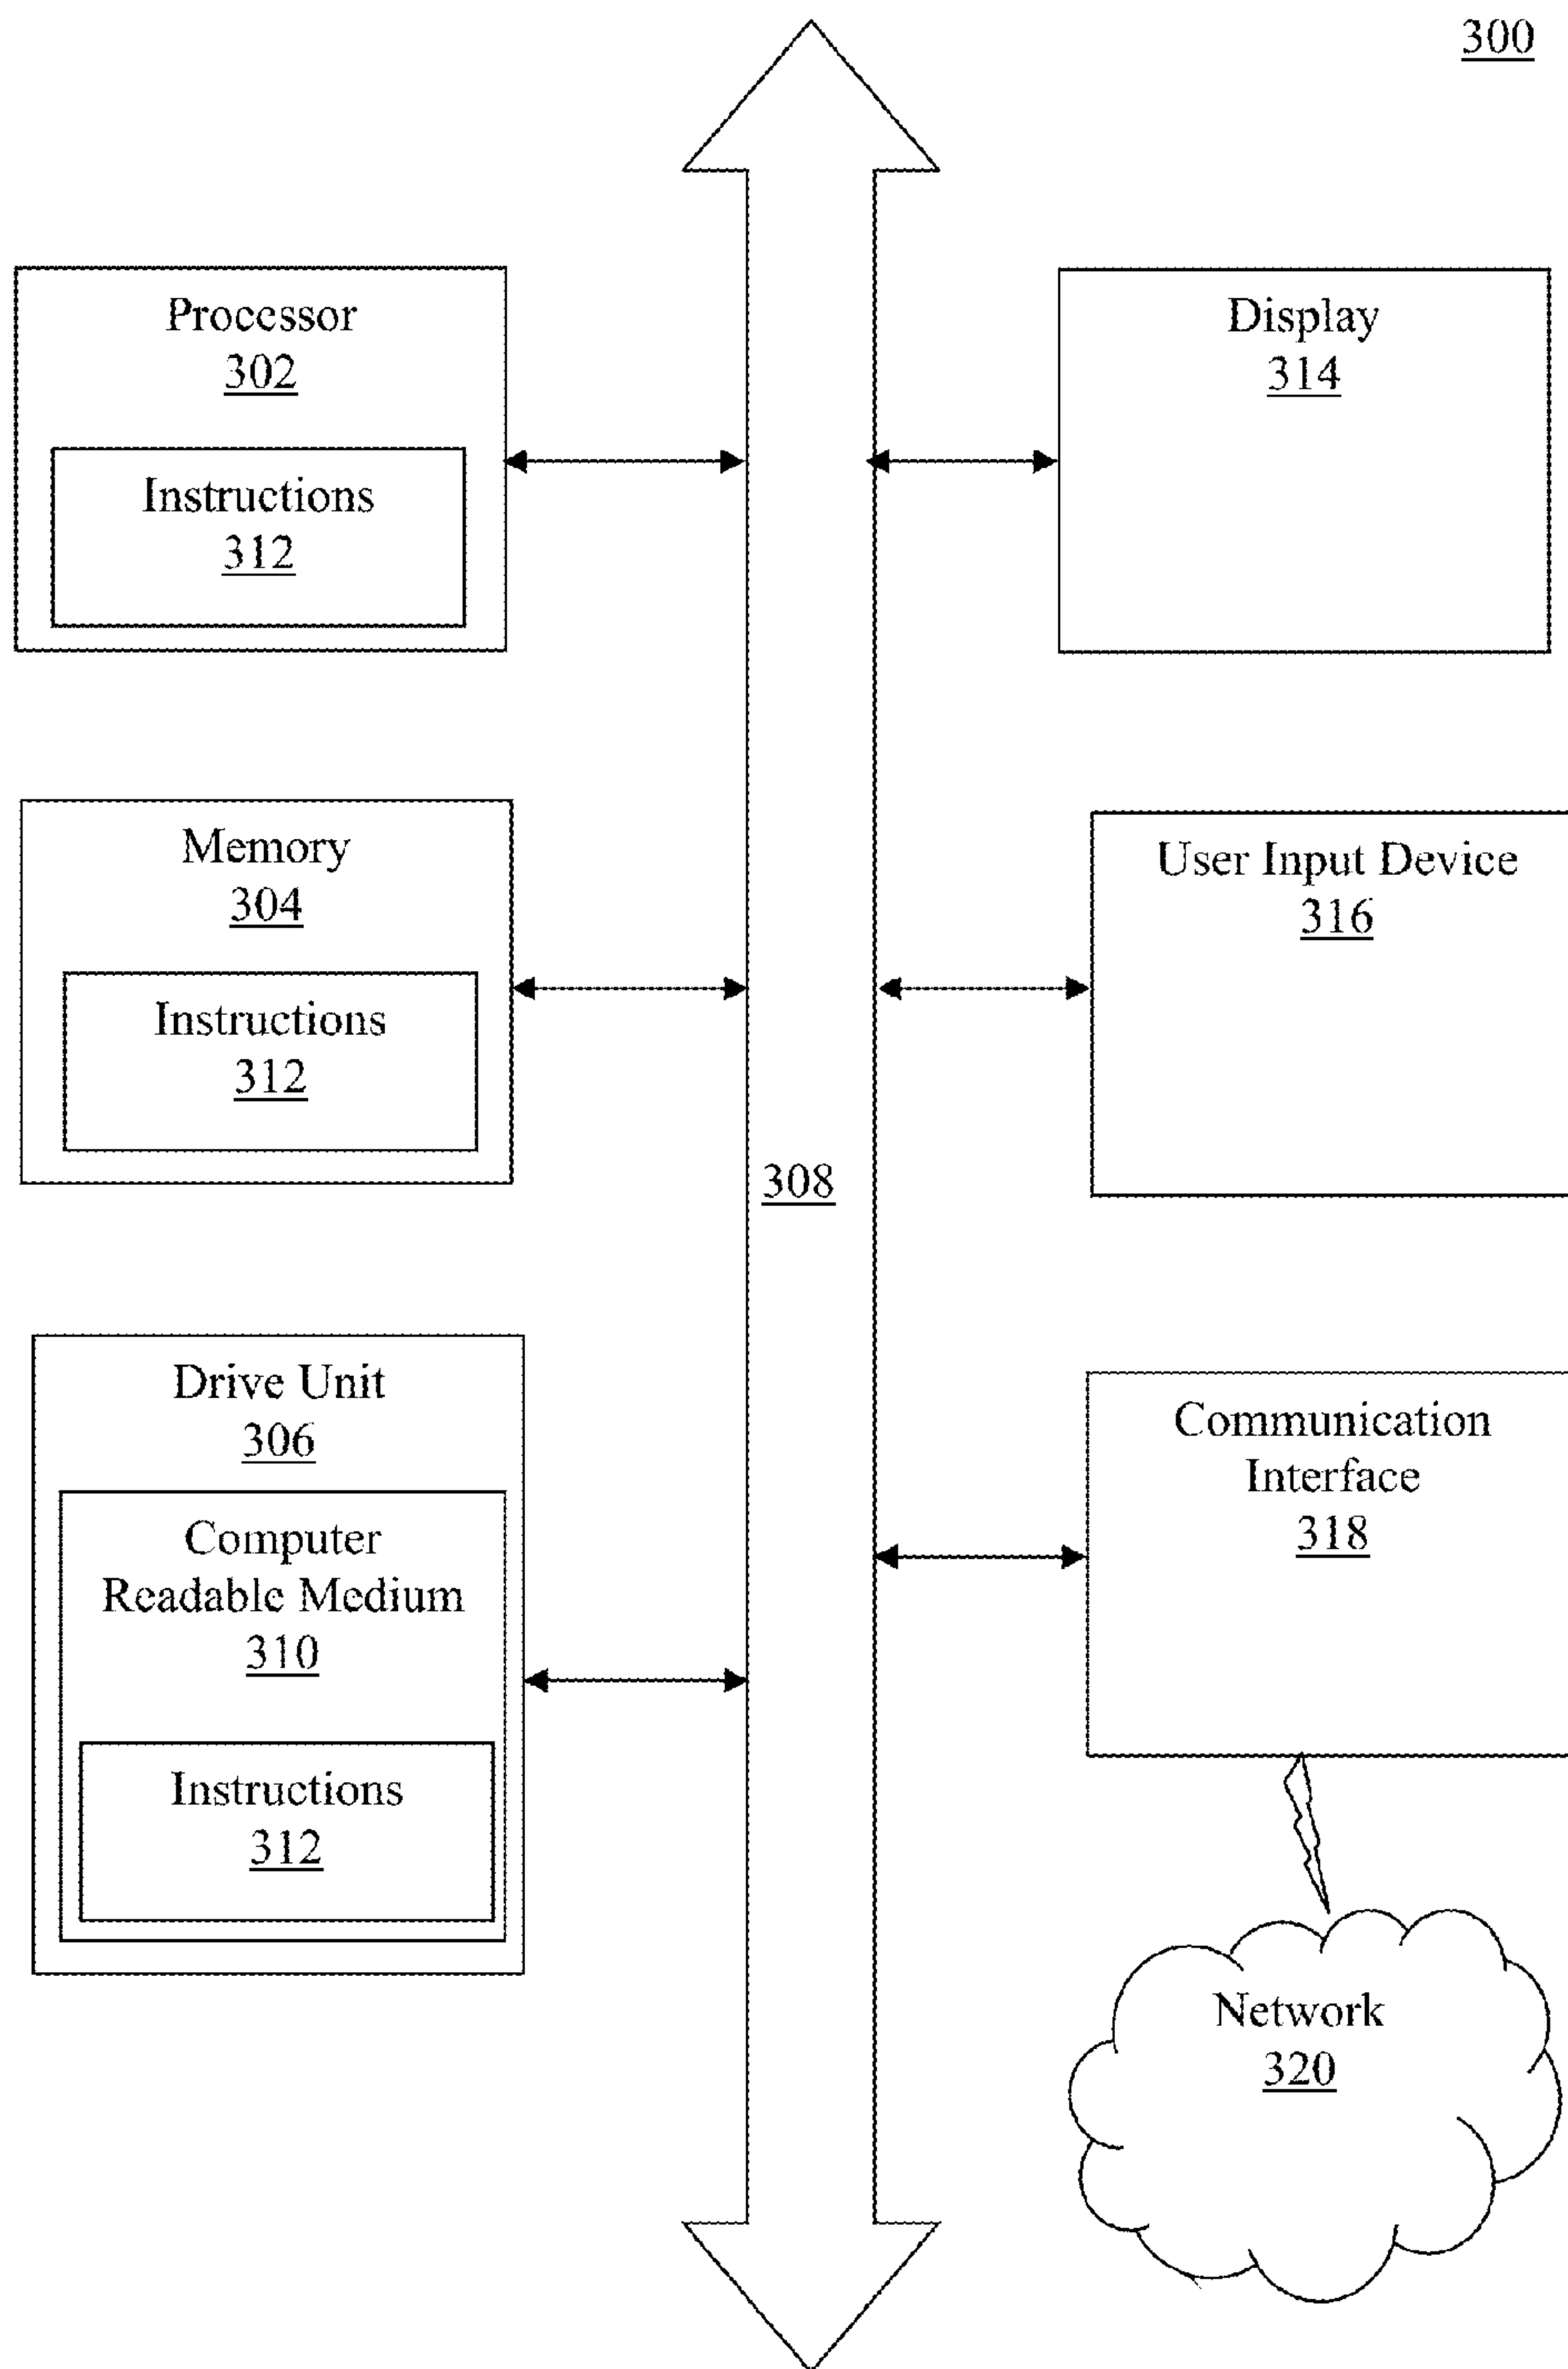 300
Processor
302
Instructions
312
Display
314
Memory
304
Instructions
312
User Input Device
316
308
Drive Unit
306
Computer
Readable Medium
310
Instructions
312
Communication
Interface
318
Network
320